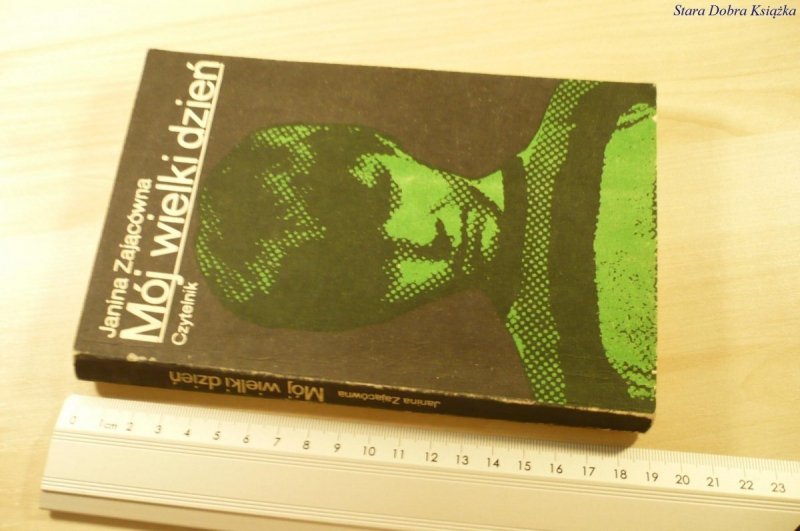 Stara Dobra Książka
Janina Zającówna
Mój wielki dzień
Czytelnik
Janina Zającówna Mój wielki dzień
0 1cm 2 3 4 5 6 7 8 9 10 11 12 13 14 15 16 17 18 19 20 21 22 23